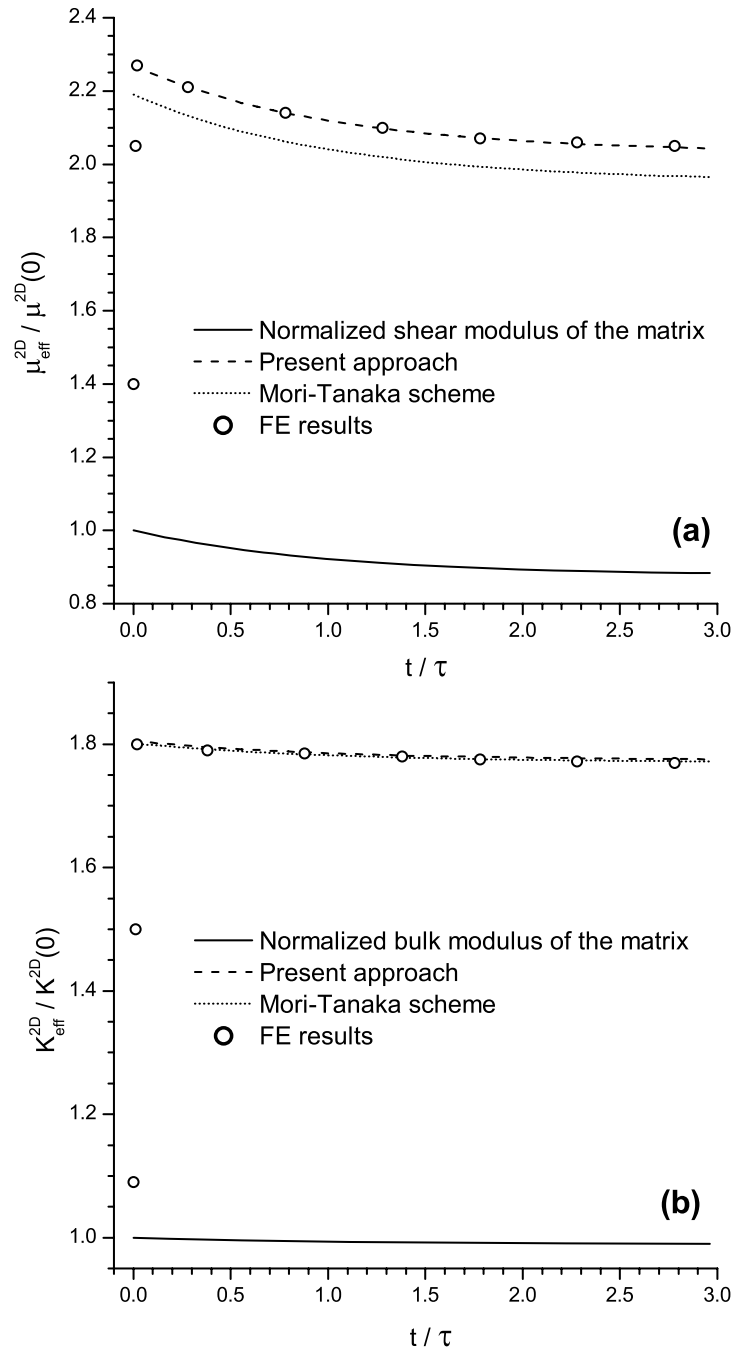 2.4
2.2
2.0
1.8
1.6
1.4
1.2
1.0
0.8
μ2Deff / μ2D(0)
Normalized shear modulus of the matrix
Present approach
Mori-Tanaka scheme
FE results
(a)
0.0 0.5 1.0 1.5 2.0 2.5 3.0
t / τ
1.8
1.6
1.4
1.2
1.0
K2Deff / K2D(0)
Normalized bulk modulus of the matrix
Present approach
Mori-Tanaka scheme
FE results
(b)
0.0 0.5 1.0 1.5 2.0 2.5 3.0
t / τ